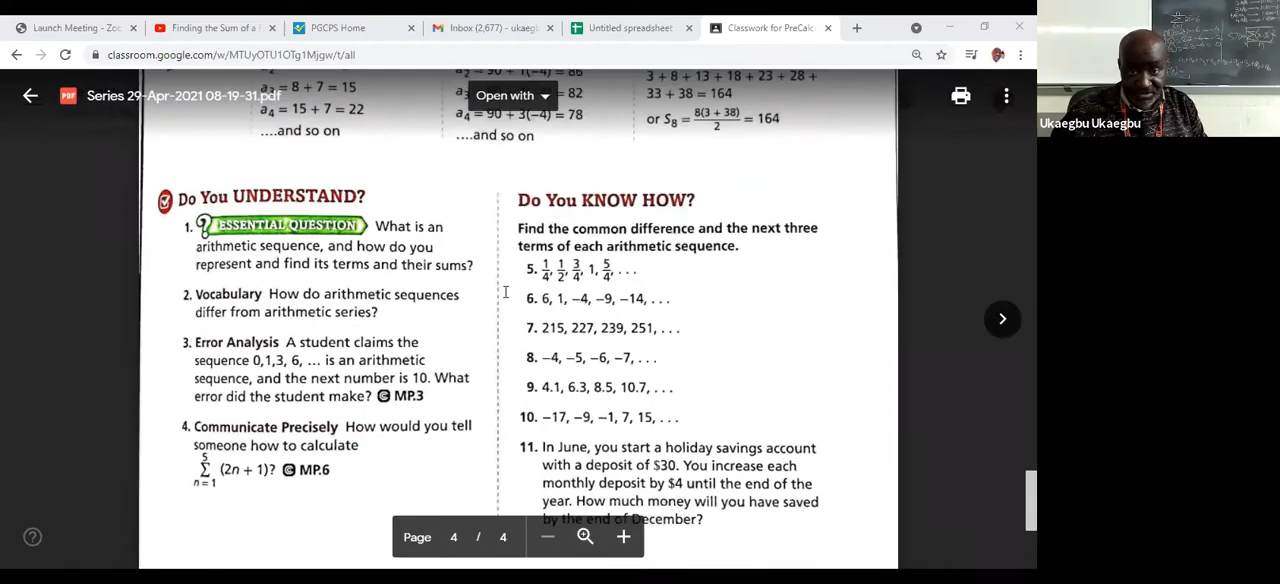 Launch Meeting - Zoo
Finding the Sum of a F
PGCPS Home
Inbox (2,677) - ukaegb
Untitled spreadsheet
Classwork for PreCalc
classroom.google.com/w/MTUyOTU1OTg1Mjgw/t/all
Series 29-Apr-2021 08-19-31.pdf
Open with
a₃ = 8 + 7 = 15
a₄ = 15 + 7 = 22
....and so on
a₂ = 90 + 1(−4) = 86
= 82
a₄ = 90 + 3(−4) = 78
....and so on
3 + 8 + 13 + 18 + 23 + 28 +
33 + 38 = 164
or S₈ = 8(3 + 38)/2 = 164
Ukaegbu Ukaegbu
Do You UNDERSTAND?
1. ? ESSENTIAL QUESTION What is an
arithmetic sequence, and how do you
represent and find its terms and their sums?
2. Vocabulary How do arithmetic sequences
differ from arithmetic series?
3. Error Analysis A student claims the
sequence 0,1,3, 6, ... is an arithmetic
sequence, and the next number is 10. What
error did the student make? MP.3
4. Communicate Precisely How would you tell
someone how to calculate
5
∑ (2n + 1)? MP.6
n = 1
Do You KNOW HOW?
Find the common difference and the next three
terms of each arithmetic sequence.
5. 1/4, 1/2, 3/4, 1, 5/4, . . .
6. 6, 1, −4, −9, −14, . . .
7. 215, 227, 239, 251, . . .
8. −4, −5, −6, −7, . . .
9. 4.1, 6.3, 8.5, 10.7, . . .
10. −17, −9, −1, 7, 15, . . .
11. In June, you start a holiday savings account
with a deposit of $30. You increase each
monthly deposit by $4 until the end of the
year. How much money will you have saved
by the end of December?
Page 4 / 4